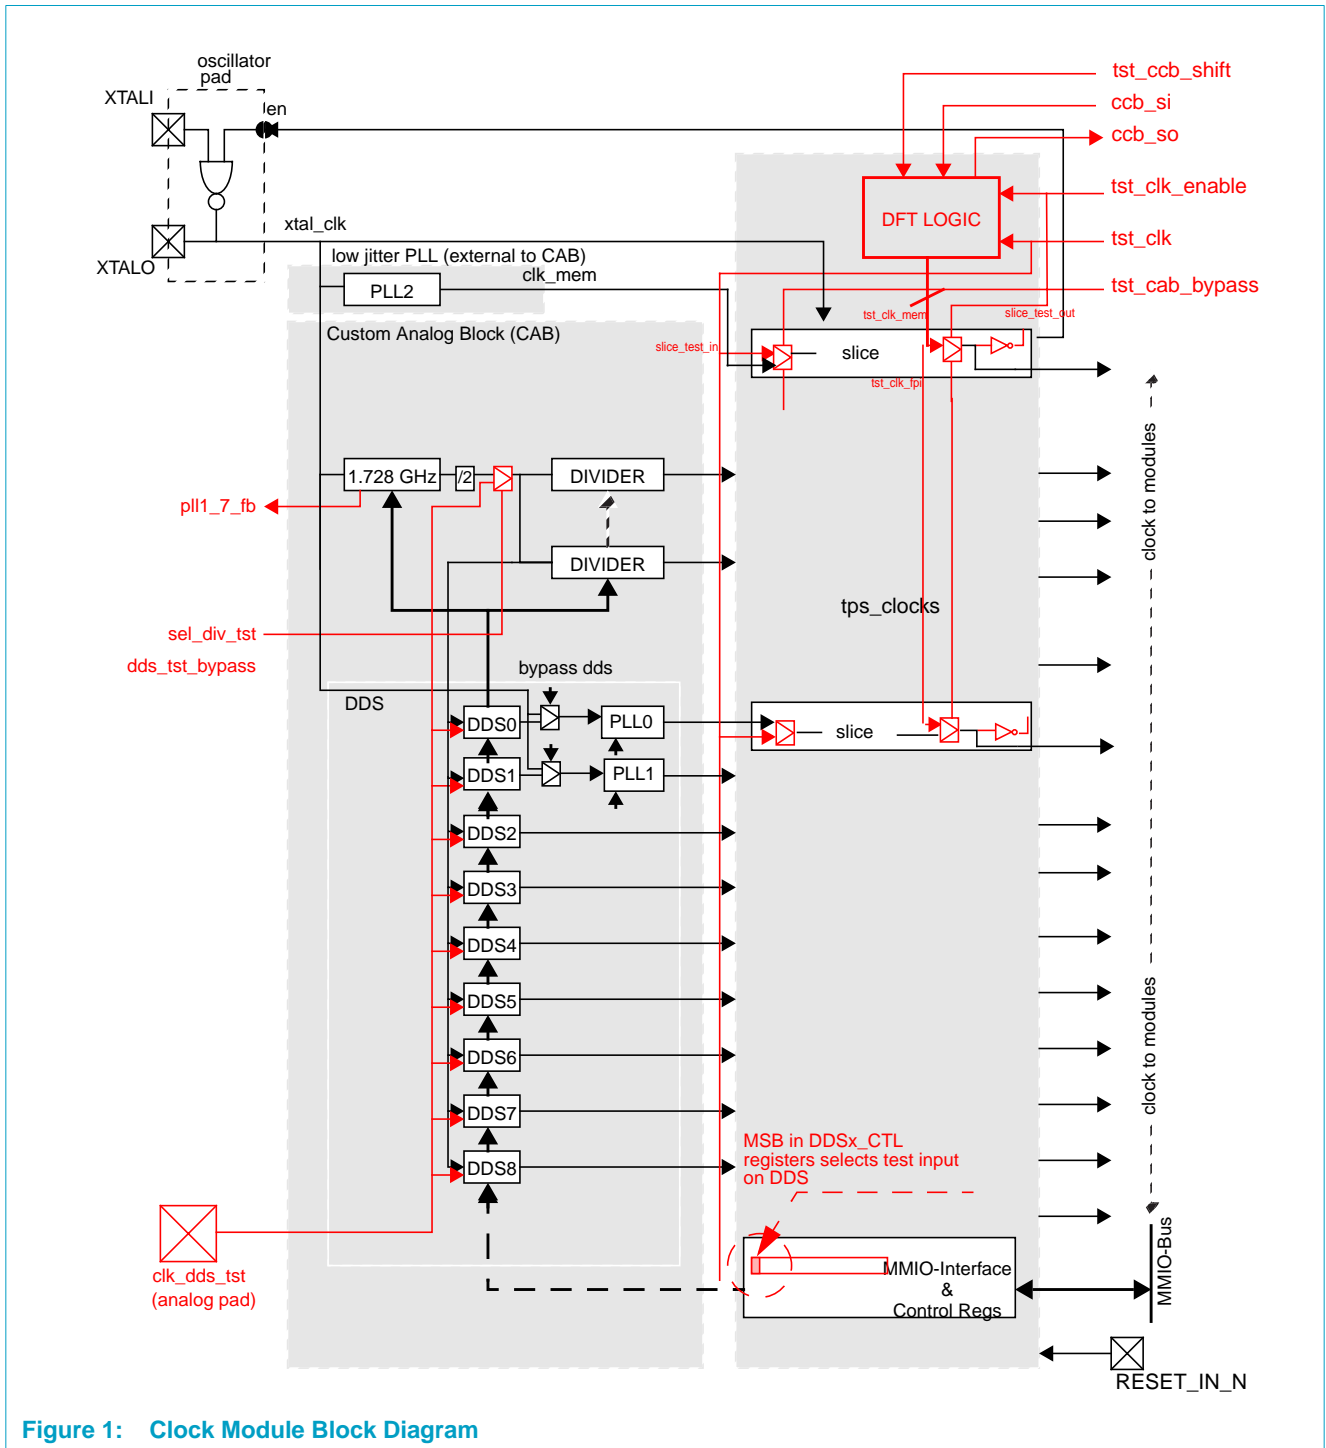 oscillator
pad
XTALI
en
XTALO
xtal_clk
low jitter PLL (external to CAB)
clk_mem
PLL2
Custom Analog Block (CAB)
tst_ccb_shift
ccb_si
ccb_so
tst_clk_enable
tst_clk
tst_cab_bypass
DFT LOGIC
tst_clk_mem
slice_test_out
slice_test_in
slice
tst_clk_fpi
1.728 GHz
/2
DIVIDER
pll1_7_fb
DIVIDER
sel_div_tst
dds_tst_bypass
tps_clocks
clock to modules
bypass dds
DDS
DDS0
PLL0
slice
DDS1
PLL1
DDS2
DDS3
DDS4
DDS5
DDS6
DDS7
DDS8
clock to modules
MSB in DDSx_CTL
registers selects test input
on DDS
clk_dds_tst
(analog pad)
MMIO-Interface
&
Control Regs
MMIO-Bus
RESET_IN_N
Figure 1: Clock Module Block Diagram